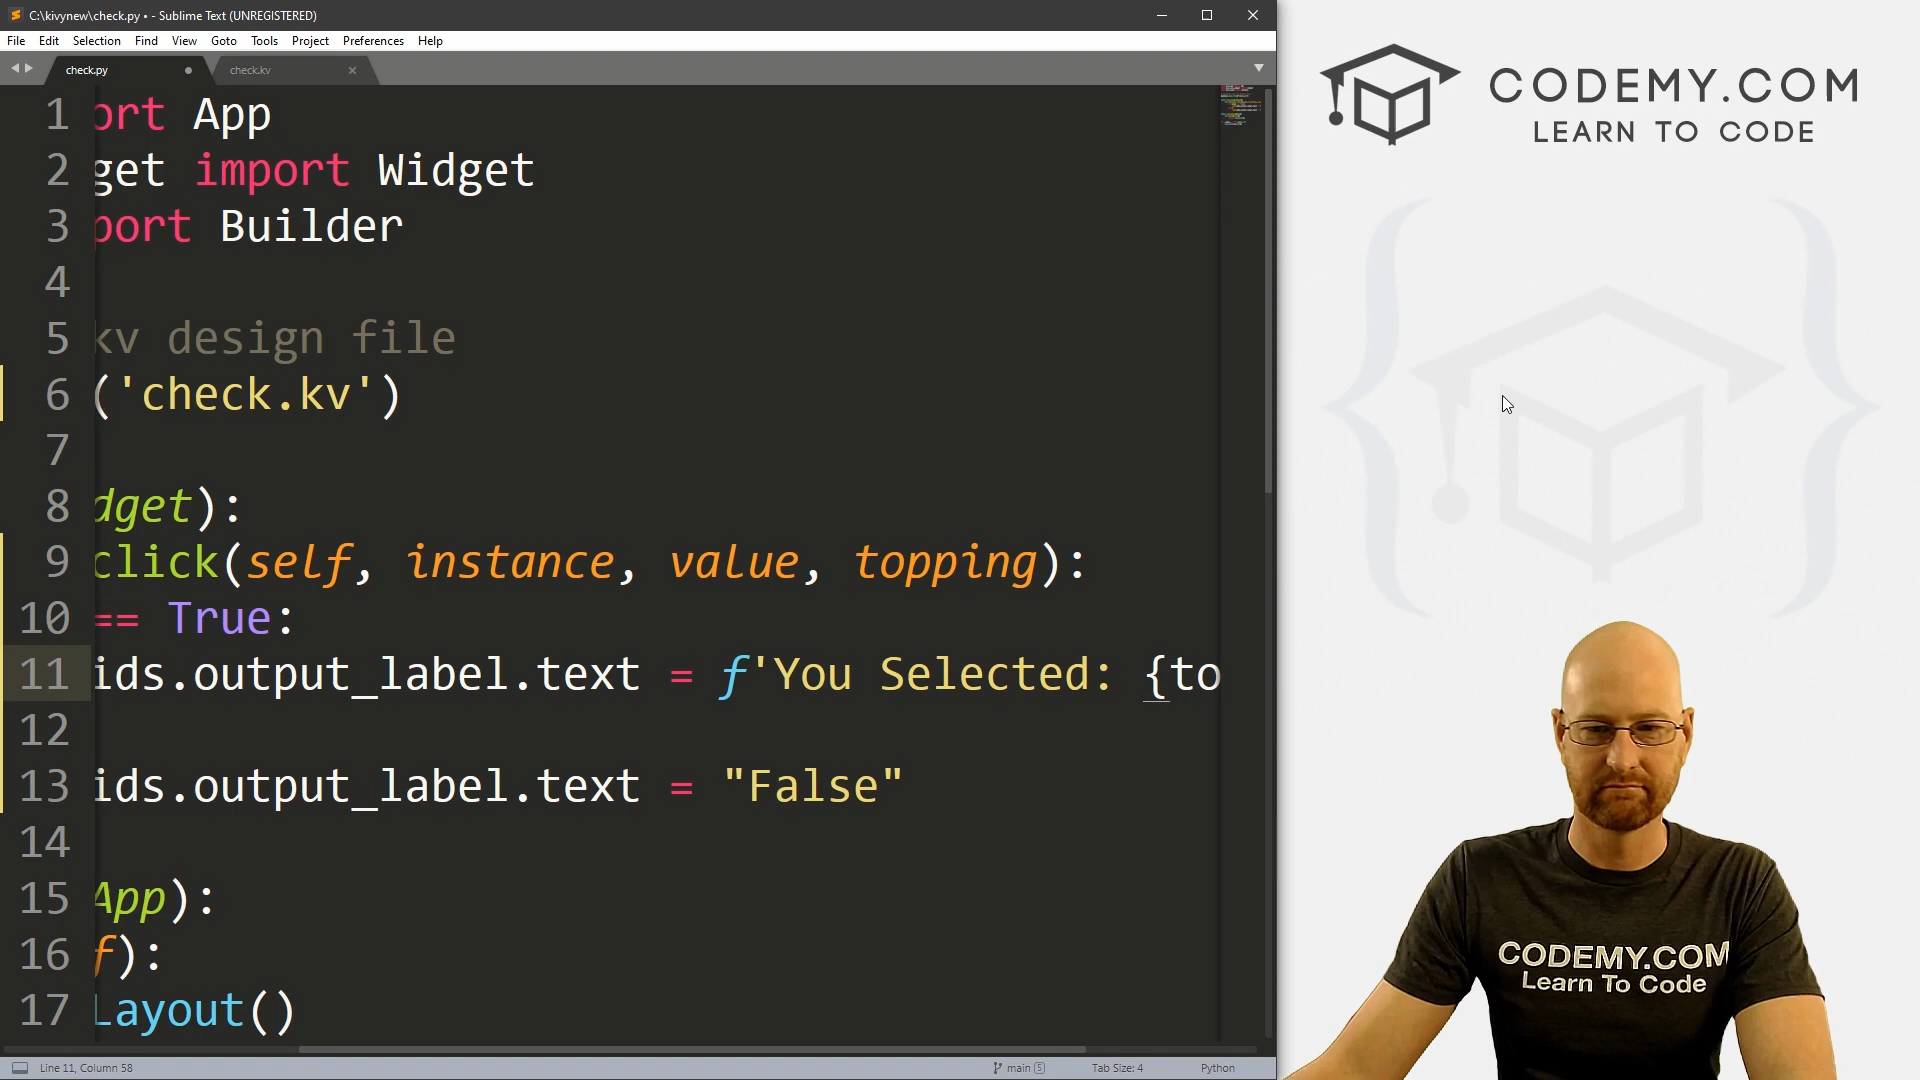 C:\kivynew\check.py • - Sublime Text (UNREGISTERED)
File Edit Selection Find View Goto Tools Project Preferences Help
check.py check.kv
1 ort App
2 get import Widget
3 port Builder
4
5 kv design file
6 ('check.kv')
7
8 dget):
9 click(self, instance, value, topping):
10 == True:
11 ids.output_label.text = f'You Selected: {to
12
13 ids.output_label.text = "False"
14
15 App):
16 f):
17 Layout()
Line 11, Column 58 main 5 Tab Size: 4 Python
CODEMY.COM
LEARN TO CODE
CODEMY.COM
Learn To Code